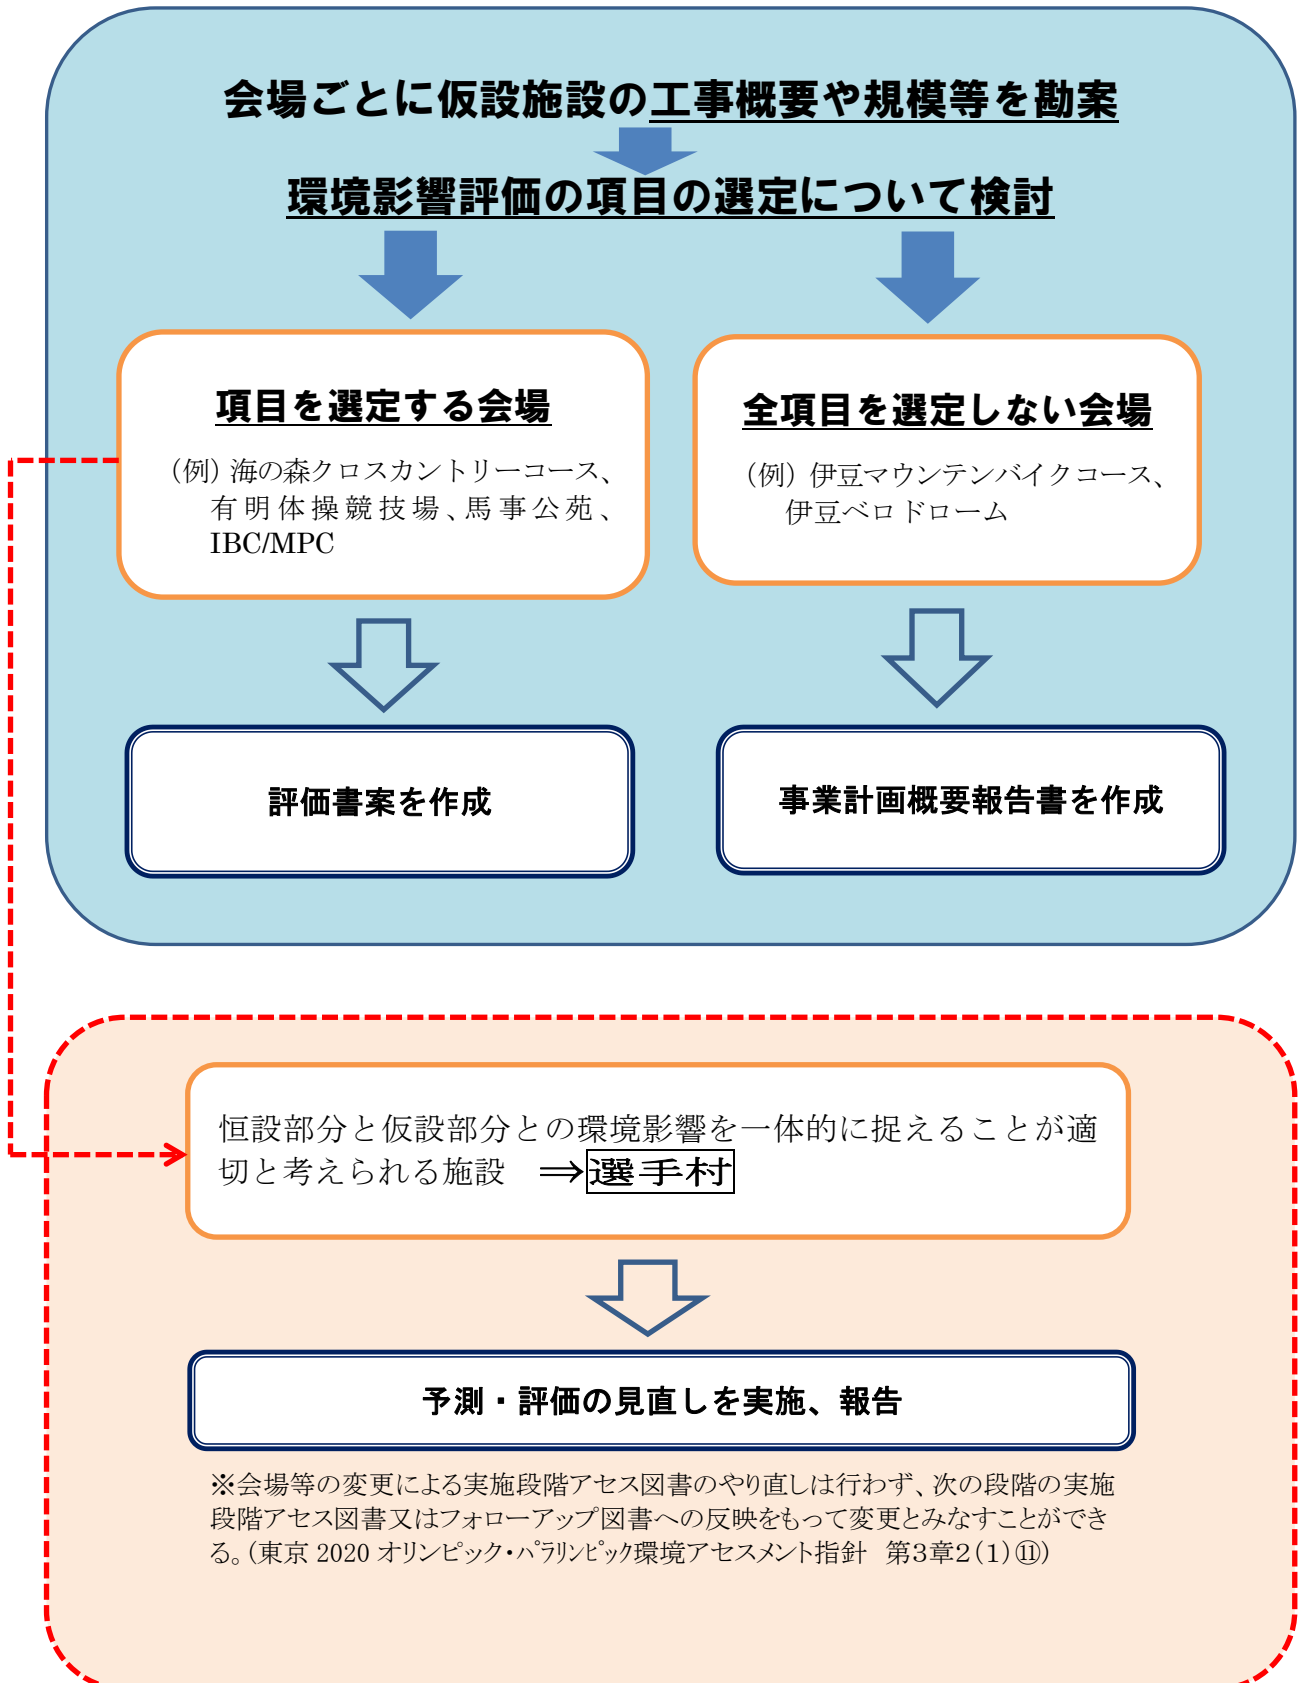 会場ごとに仮設施設の工事概要や規模等を勘案
環境影響評価の項目の選定について検討
項目を選定する会場
（例）海の森クロスカントリーコース、
有明体操競技場、馬事公苑、
IBC/MPC
全項目を選定しない会場
（例）伊豆マウンテンバイクコース、
伊豆ベロドローム
評価書案を作成
事業計画概要報告書を作成
恒設部分と仮設部分との環境影響を一体的に捉えることが適
切と考えられる施設　⇒選手村
予測・評価の見直しを実施、報告
※会場等の変更による実施段階アセス図書のやり直しは行わず、次の段階の実施
段階アセス図書又はフォローアップ図書への反映をもって変更とみなすことができ
る。（東京 2020 オリンピック・パラリンピック環境アセスメント指針　第3章2（1）⑪）